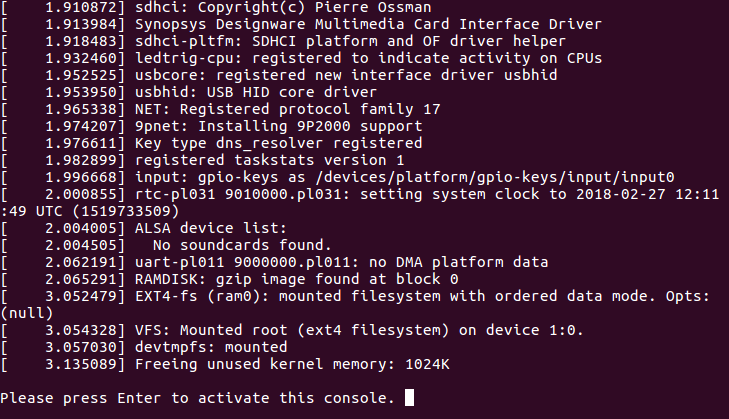 [    1.910872] sdhci: Copyright(c) Pierre Ossman
[    1.913984] Synopsys Designware Multimedia Card Interface Driver
[    1.918483] sdhci-pltfm: SDHCI platform and OF driver helper
[    1.932460] ledtrig-cpu: registered to indicate activity on CPUs
[    1.952525] usbcore: registered new interface driver usbhid
[    1.953950] usbhid: USB HID core driver
[    1.965338] NET: Registered protocol family 17
[    1.974207] 9pnet: Installing 9P2000 support
[    1.976611] Key type dns_resolver registered
[    1.982899] registered taskstats version 1
[    1.996668] input: gpio-keys as /devices/platform/gpio-keys/input/input0
[    2.000855] rtc-pl031 9010000.pl031: setting system clock to 2018-02-27 12:11
:49 UTC (1519733509)
[    2.004005] ALSA device list:
[    2.004505]   No soundcards found.
[    2.062191] uart-pl011 9000000.pl011: no DMA platform data
[    2.065291] RAMDISK: gzip image found at block 0
[    3.052479] EXT4-fs (ram0): mounted filesystem with ordered data mode. Opts:
(null)
[    3.054328] VFS: Mounted root (ext4 filesystem) on device 1:0.
[    3.057030] devtmpfs: mounted
[    3.135089] Freeing unused kernel memory: 1024K
Please press Enter to activate this console.